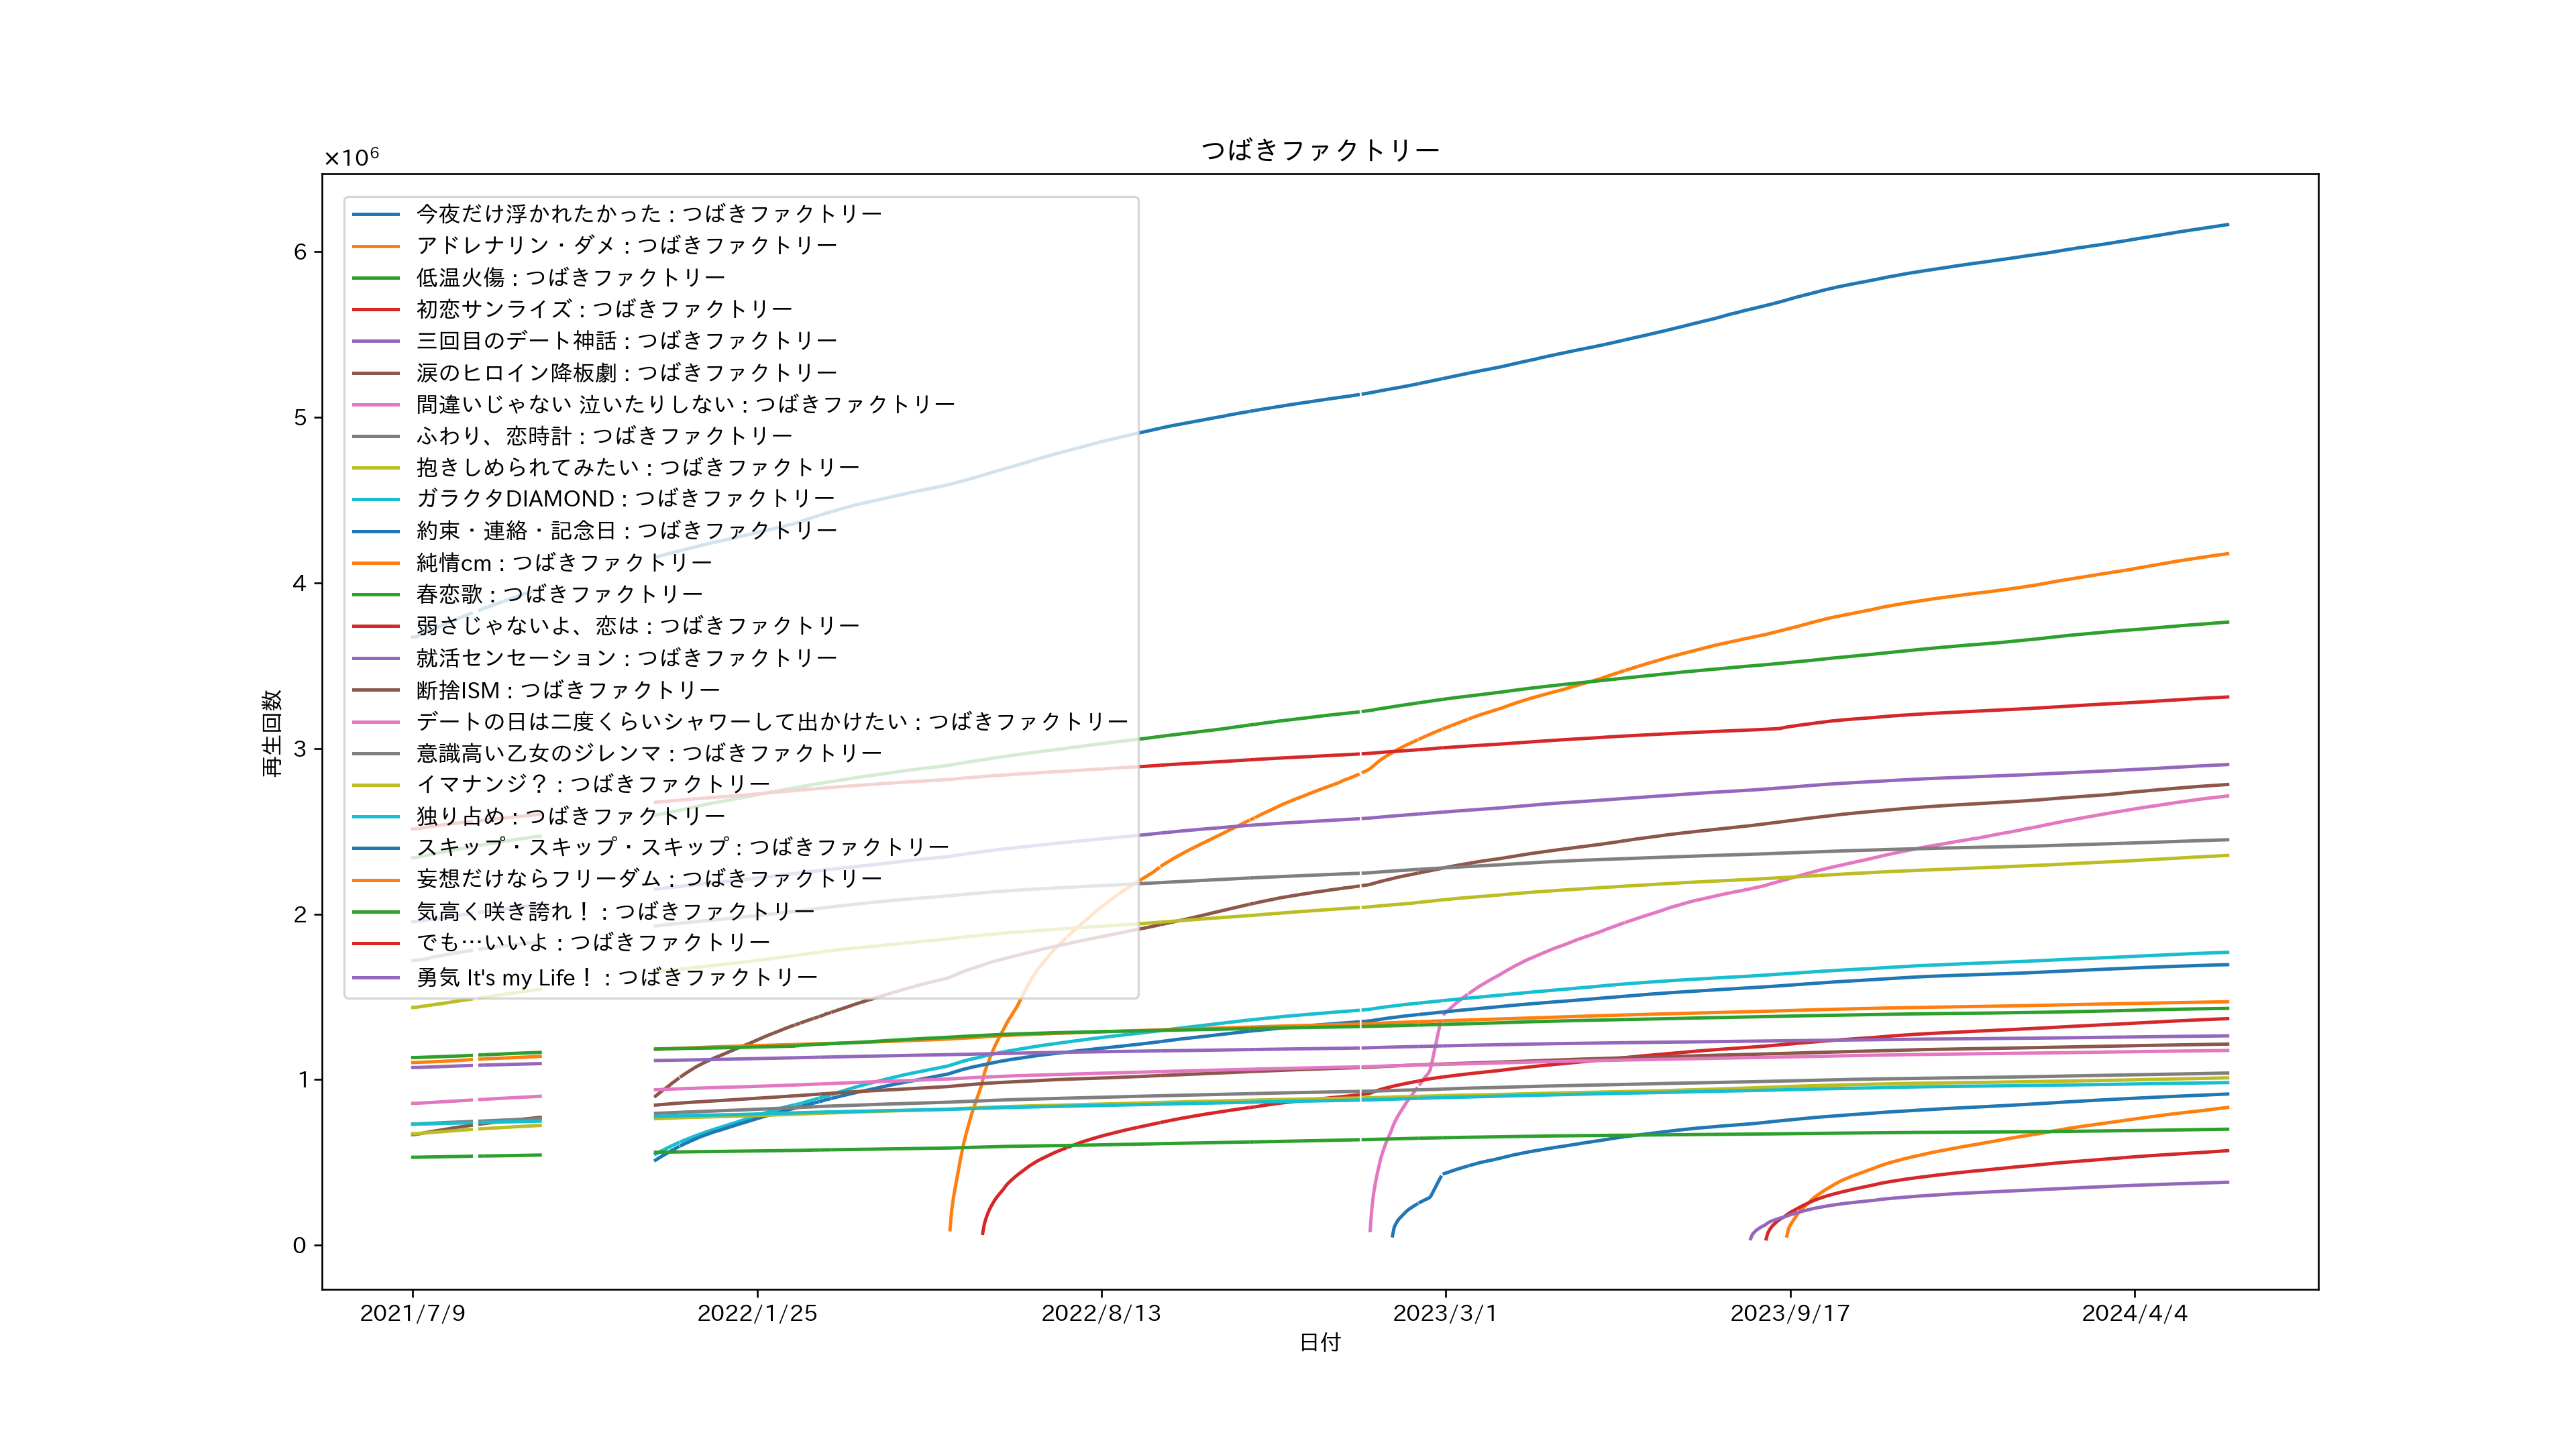 つばきファクトリー
×10⁶
今夜だけ浮かれたかった : つばきファクトリー
アドレナリン・ダメ : つばきファクトリー
低温火傷 : つばきファクトリー
初恋サンライズ : つばきファクトリー
三回目のデート神話 : つばきファクトリー
涙のヒロイン降板劇 : つばきファクトリー
間違いじゃない 泣いたりしない : つばきファクトリー
ふわり、恋時計 : つばきファクトリー
抱きしめられてみたい : つばきファクトリー
ガラクタDIAMOND : つばきファクトリー
約束・連絡・記念日 : つばきファクトリー
純情cm : つばきファクトリー
春恋歌 : つばきファクトリー
弱さじゃないよ、恋は : つばきファクトリー
就活センセーション : つばきファクトリー
断捨ISM : つばきファクトリー
デートの日は二度くらいシャワーして出かけたい : つばきファクトリー
意識高い乙女のジレンマ : つばきファクトリー
イマナンジ？ : つばきファクトリー
独り占め : つばきファクトリー
スキップ・スキップ・スキップ : つばきファクトリー
妄想だけならフリーダム : つばきファクトリー
気高く咲き誇れ！ : つばきファクトリー
でも…いいよ : つばきファクトリー
勇気 It's my Life！ : つばきファクトリー
6
5
4
3
2
1
0
再生回数
2021/7/9
2022/1/25
2022/8/13
2023/3/1
2023/9/17
2024/4/4
日付